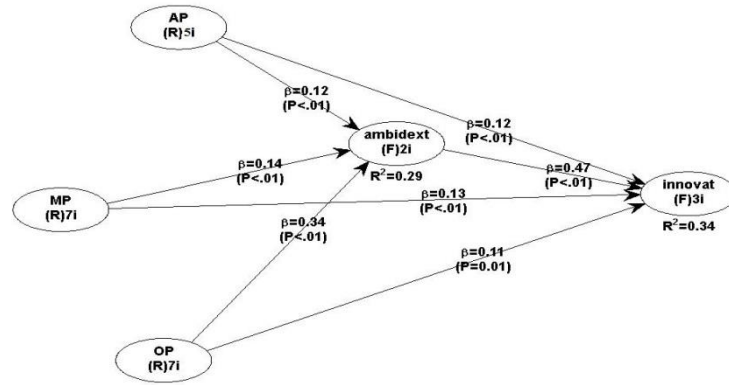 AP
(R)5i
β=0.12
(P<.01)
β=0.12
(P<.01)
ambidext
(F)2i
R²=0.29
β=0.14
(P<.01)
β=0.47
(P<.01)
innovat
(F)3i
R²=0.34
MP
(R)7i
β=0.13
(P<.01)
β=0.34
(P<.01)
β=0.11
(P=0.01)
OP
(R)7i